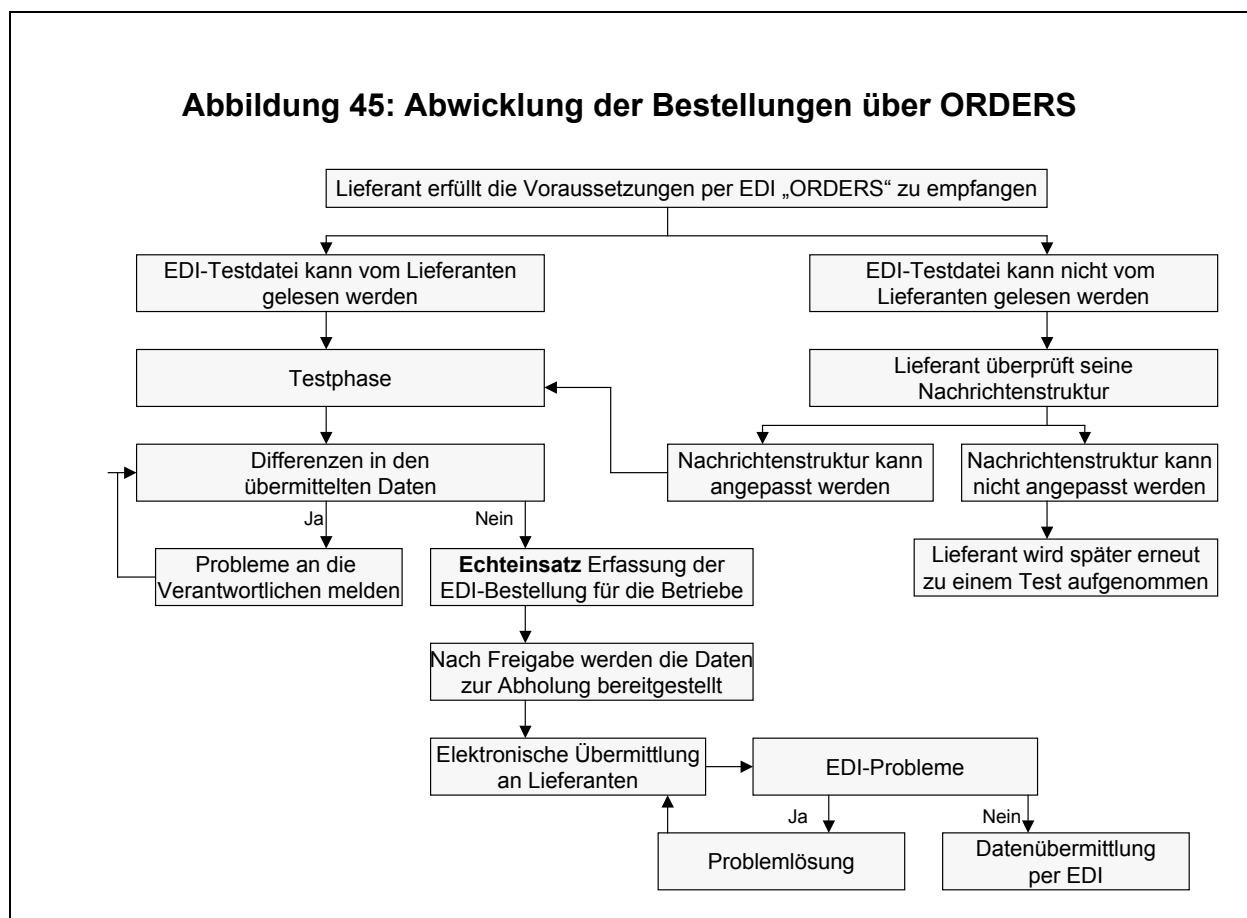 Abbildung 45: Abwicklung der Bestellungen über ORDERS
Lieferant erfüllt die Voraussetzungen per EDI „ORDERS“ zu empfangen
EDI-Testdatei kann vom Lieferanten
gelesen werden
EDI-Testdatei kann nicht vom
Lieferanten gelesen werden
Testphase
Lieferant überprüft seine
Nachrichtenstruktur
Differenzen in den
übermittelten Daten
Nachrichtenstruktur kann
angepasst werden
Nachrichtenstruktur kann
nicht angepasst werden
Ja
Nein
Probleme an die
Verantwortlichen melden
Echteinsatz Erfassung der
EDI-Bestellung für die Betriebe
Lieferant wird später erneut
zu einem Test aufgenommen
Nach Freigabe werden die Daten
zur Abholung bereitgestellt
Elektronische Übermittlung
an Lieferanten
EDI-Probleme
Ja
Nein
Problemlösung
Datenübermittlung
per EDI